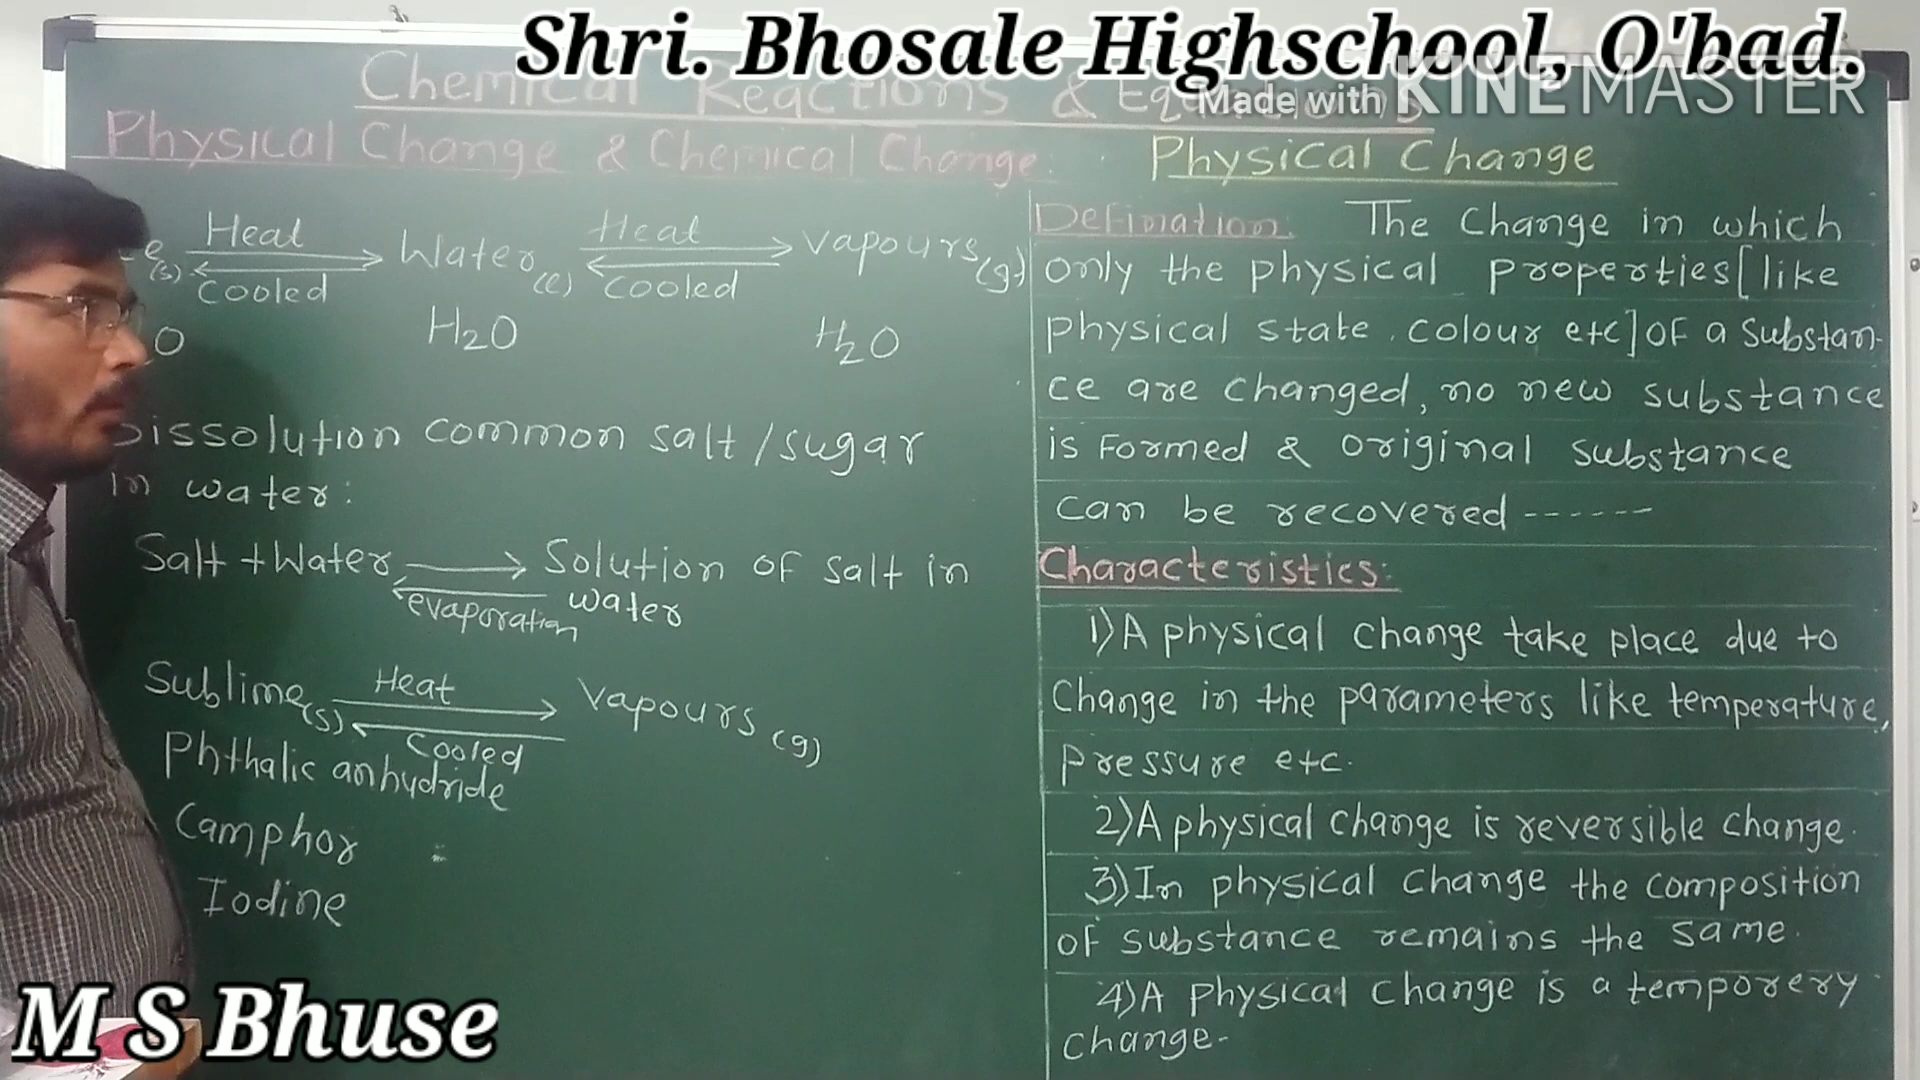 Shri. Bhosale Highschool, O'bad.
Made with KINEMASTER
Chemical Reactions & Equations
Physical Change & Chemical Change:
Heat
Heat
(s)
Water(l)
vapours(g)
Cooled
Cooled
O
H2O
H2O
Dissolution common salt/sugar
in water:
Salt + Water
Solution of salt in
water
evaporation
Sublime(s)
Heat
Vapours (g)
Cooled
Phthalic anhydride
Camphor
Iodine
Physical Change
Defination: The Change in which
only the physical properties[like
physical state, colour etc] of a substan-
ce are changed, no new substance
is Formed & original substance
can be recovered ------
Characteristics:
1)A physical change take place due to
Change in the parameters like temperature,
pressure etc.
2)A physical change is reversible change.
3)In physical change the composition
of substance remains the same.
4)A physical change is a temporery
change.
M S Bhuse